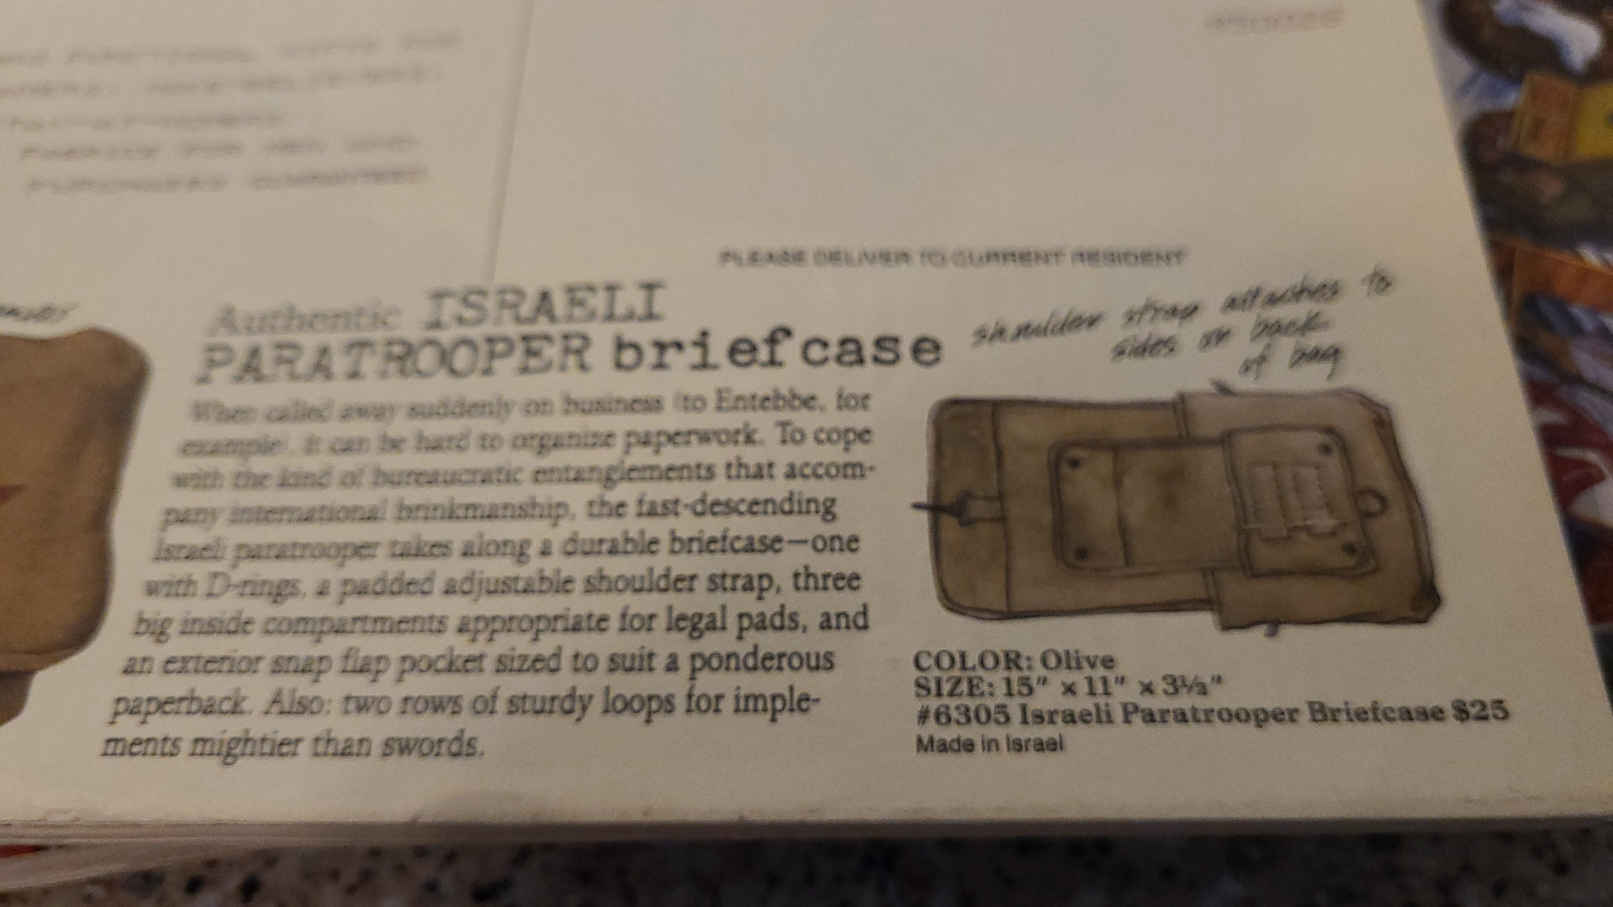 PLEASE DELIVER TO CURRENT RESIDENT
Authentic ISRAELI
PARATROOPER briefcase
When called away suddenly on business (to Entebbe, for
example), it can be hard to organize paperwork. To cope
with the kind of bureaucratic entanglements that accom-
pany international brinkmanship, the fast-descending
Israeli paratrooper takes along a durable briefcase—one
with D-rings, a padded adjustable shoulder strap, three
big inside compartments appropriate for legal pads, and
an exterior snap flap pocket sized to suit a ponderous
paperback. Also: two rows of sturdy loops for imple-
ments mightier than swords.
shoulder strap attaches to
sides or back
of bag
COLOR: Olive
SIZE: 15" x 11" x 3½"
#6305 Israeli Paratrooper Briefcase $25
Made in Israel